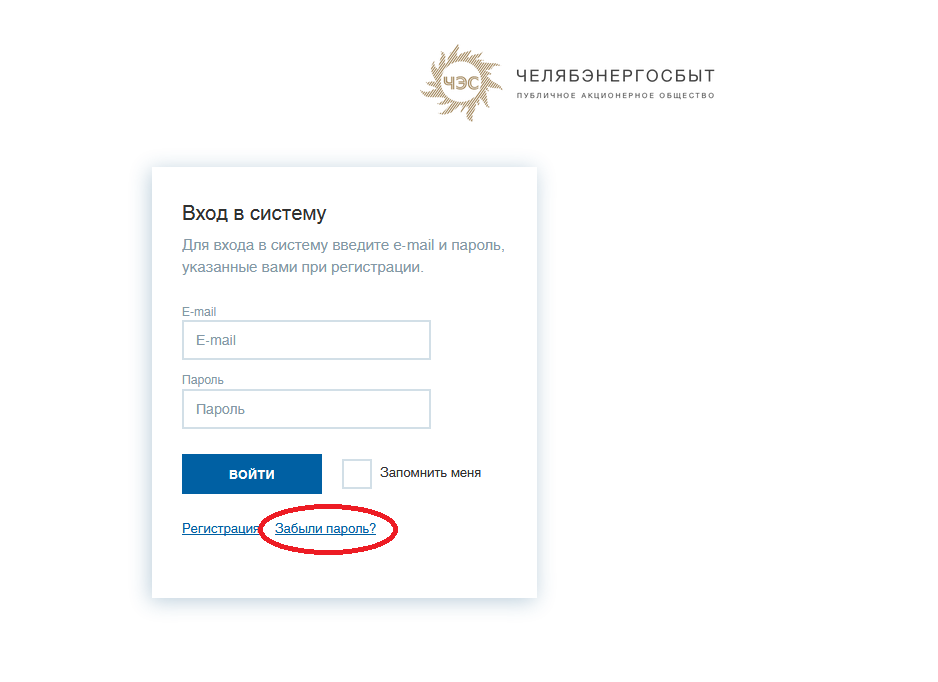 ЧЭС
ЧЕЛЯБЭНЕРГОСБЫТ
ПУБЛИЧНОЕ АКЦИОНЕРНОЕ ОБЩЕСТВО
Вход в систему
Для входа в систему введите e-mail и пароль,
указанные вами при регистрации.
E-mail
E-mail
Пароль
Пароль
ВОЙТИ
Запомнить меня
Регистрация Забыли пароль?